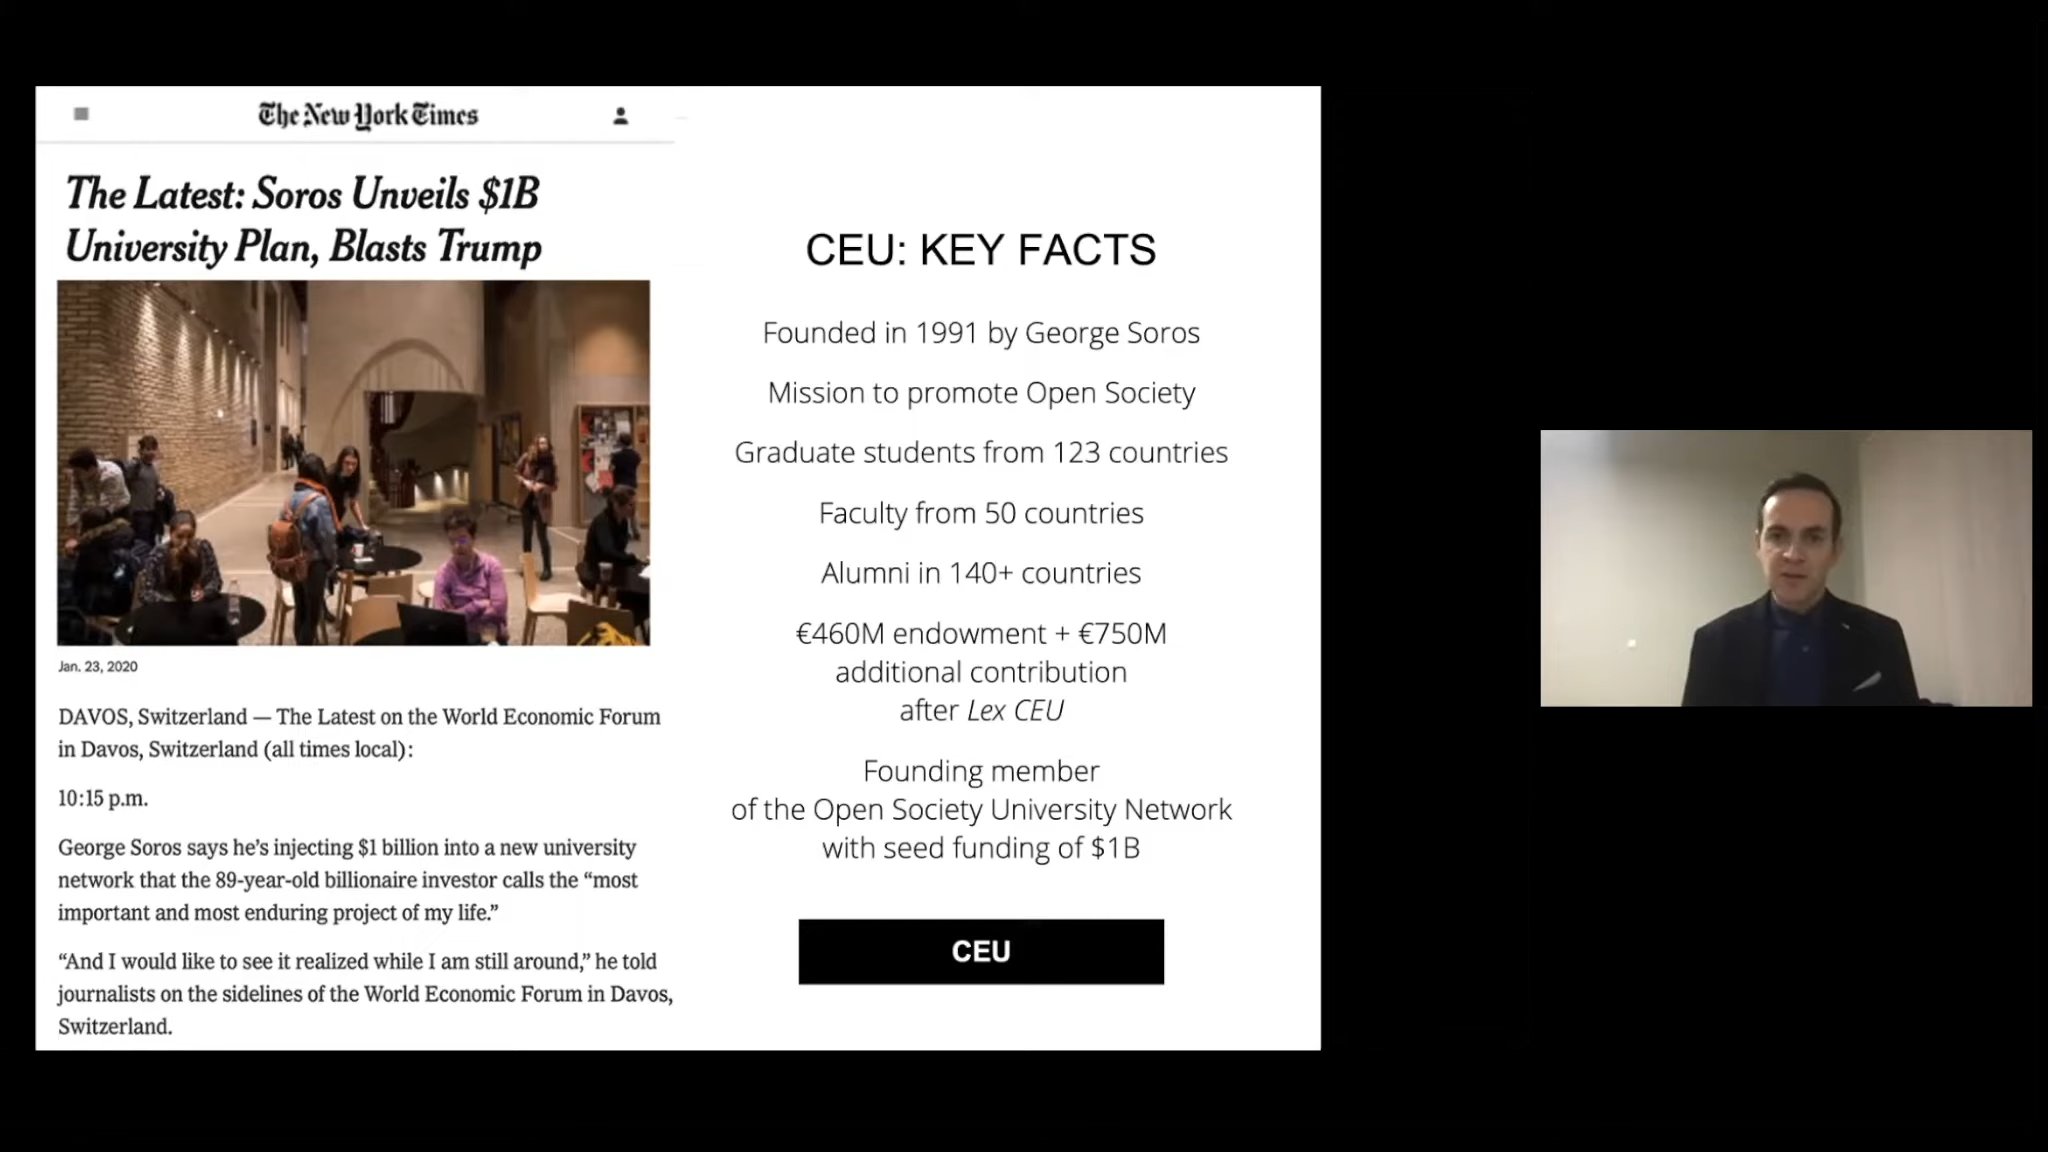 The New York Times
The Latest: Soros Unveils $1B
University Plan, Blasts Trump
Jan. 23, 2020
DAVOS, Switzerland — The Latest on the World Economic Forum
in Davos, Switzerland (all times local):
10:15 p.m.
George Soros says he’s injecting $1 billion into a new university
network that the 89-year-old billionaire investor calls the “most
important and most enduring project of my life.”
“And I would like to see it realized while I am still around,” he told
journalists on the sidelines of the World Economic Forum in Davos,
Switzerland.
CEU: KEY FACTS
Founded in 1991 by George Soros
Mission to promote Open Society
Graduate students from 123 countries
Faculty from 50 countries
Alumni in 140+ countries
€460M endowment + €750M
additional contribution
after Lex CEU
Founding member
of the Open Society University Network
with seed funding of $1B
CEU